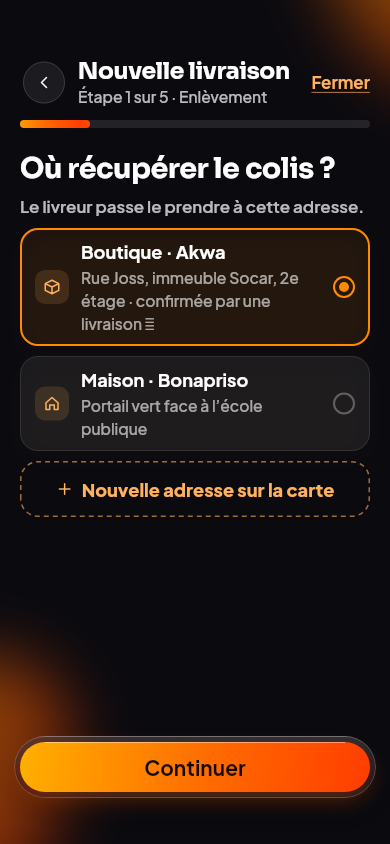 Nouvelle livraison
Étape 1 sur 5 · Enlèvement
Fermer
Où récupérer le colis ?
Le livreur passe le prendre à cette adresse.
Boutique · Akwa
Rue Joss, immeuble Socar, 2e
étage · confirmée par une
livraison
Maison · Bonapriso
Portail vert face à l’école
publique
+ Nouvelle adresse sur la carte
Continuer